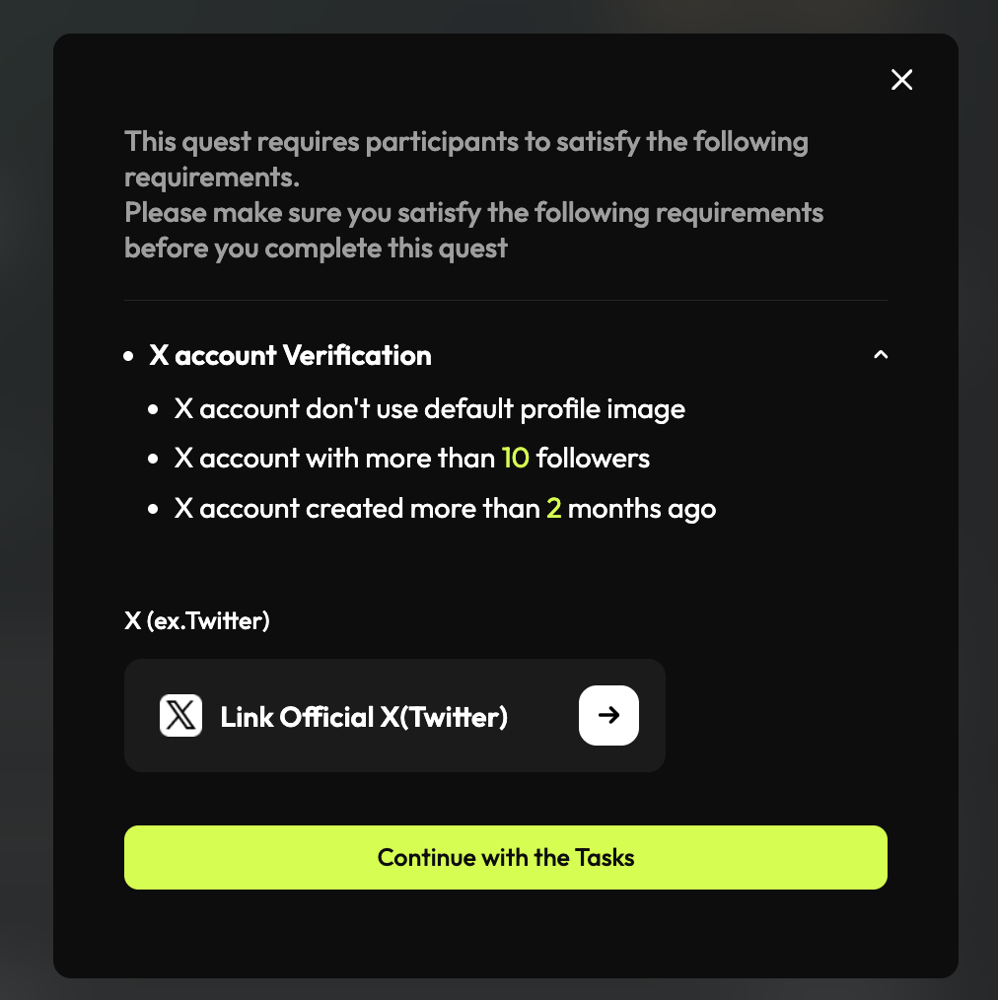 This quest requires participants to satisfy the following
requirements.
Please make sure you satisfy the following requirements
before you complete this quest
X account Verification
X account don't use default profile image
X account with more than 10 followers
X account created more than 2 months ago
X (ex.Twitter)
Link Official X(Twitter)
Continue with the Tasks